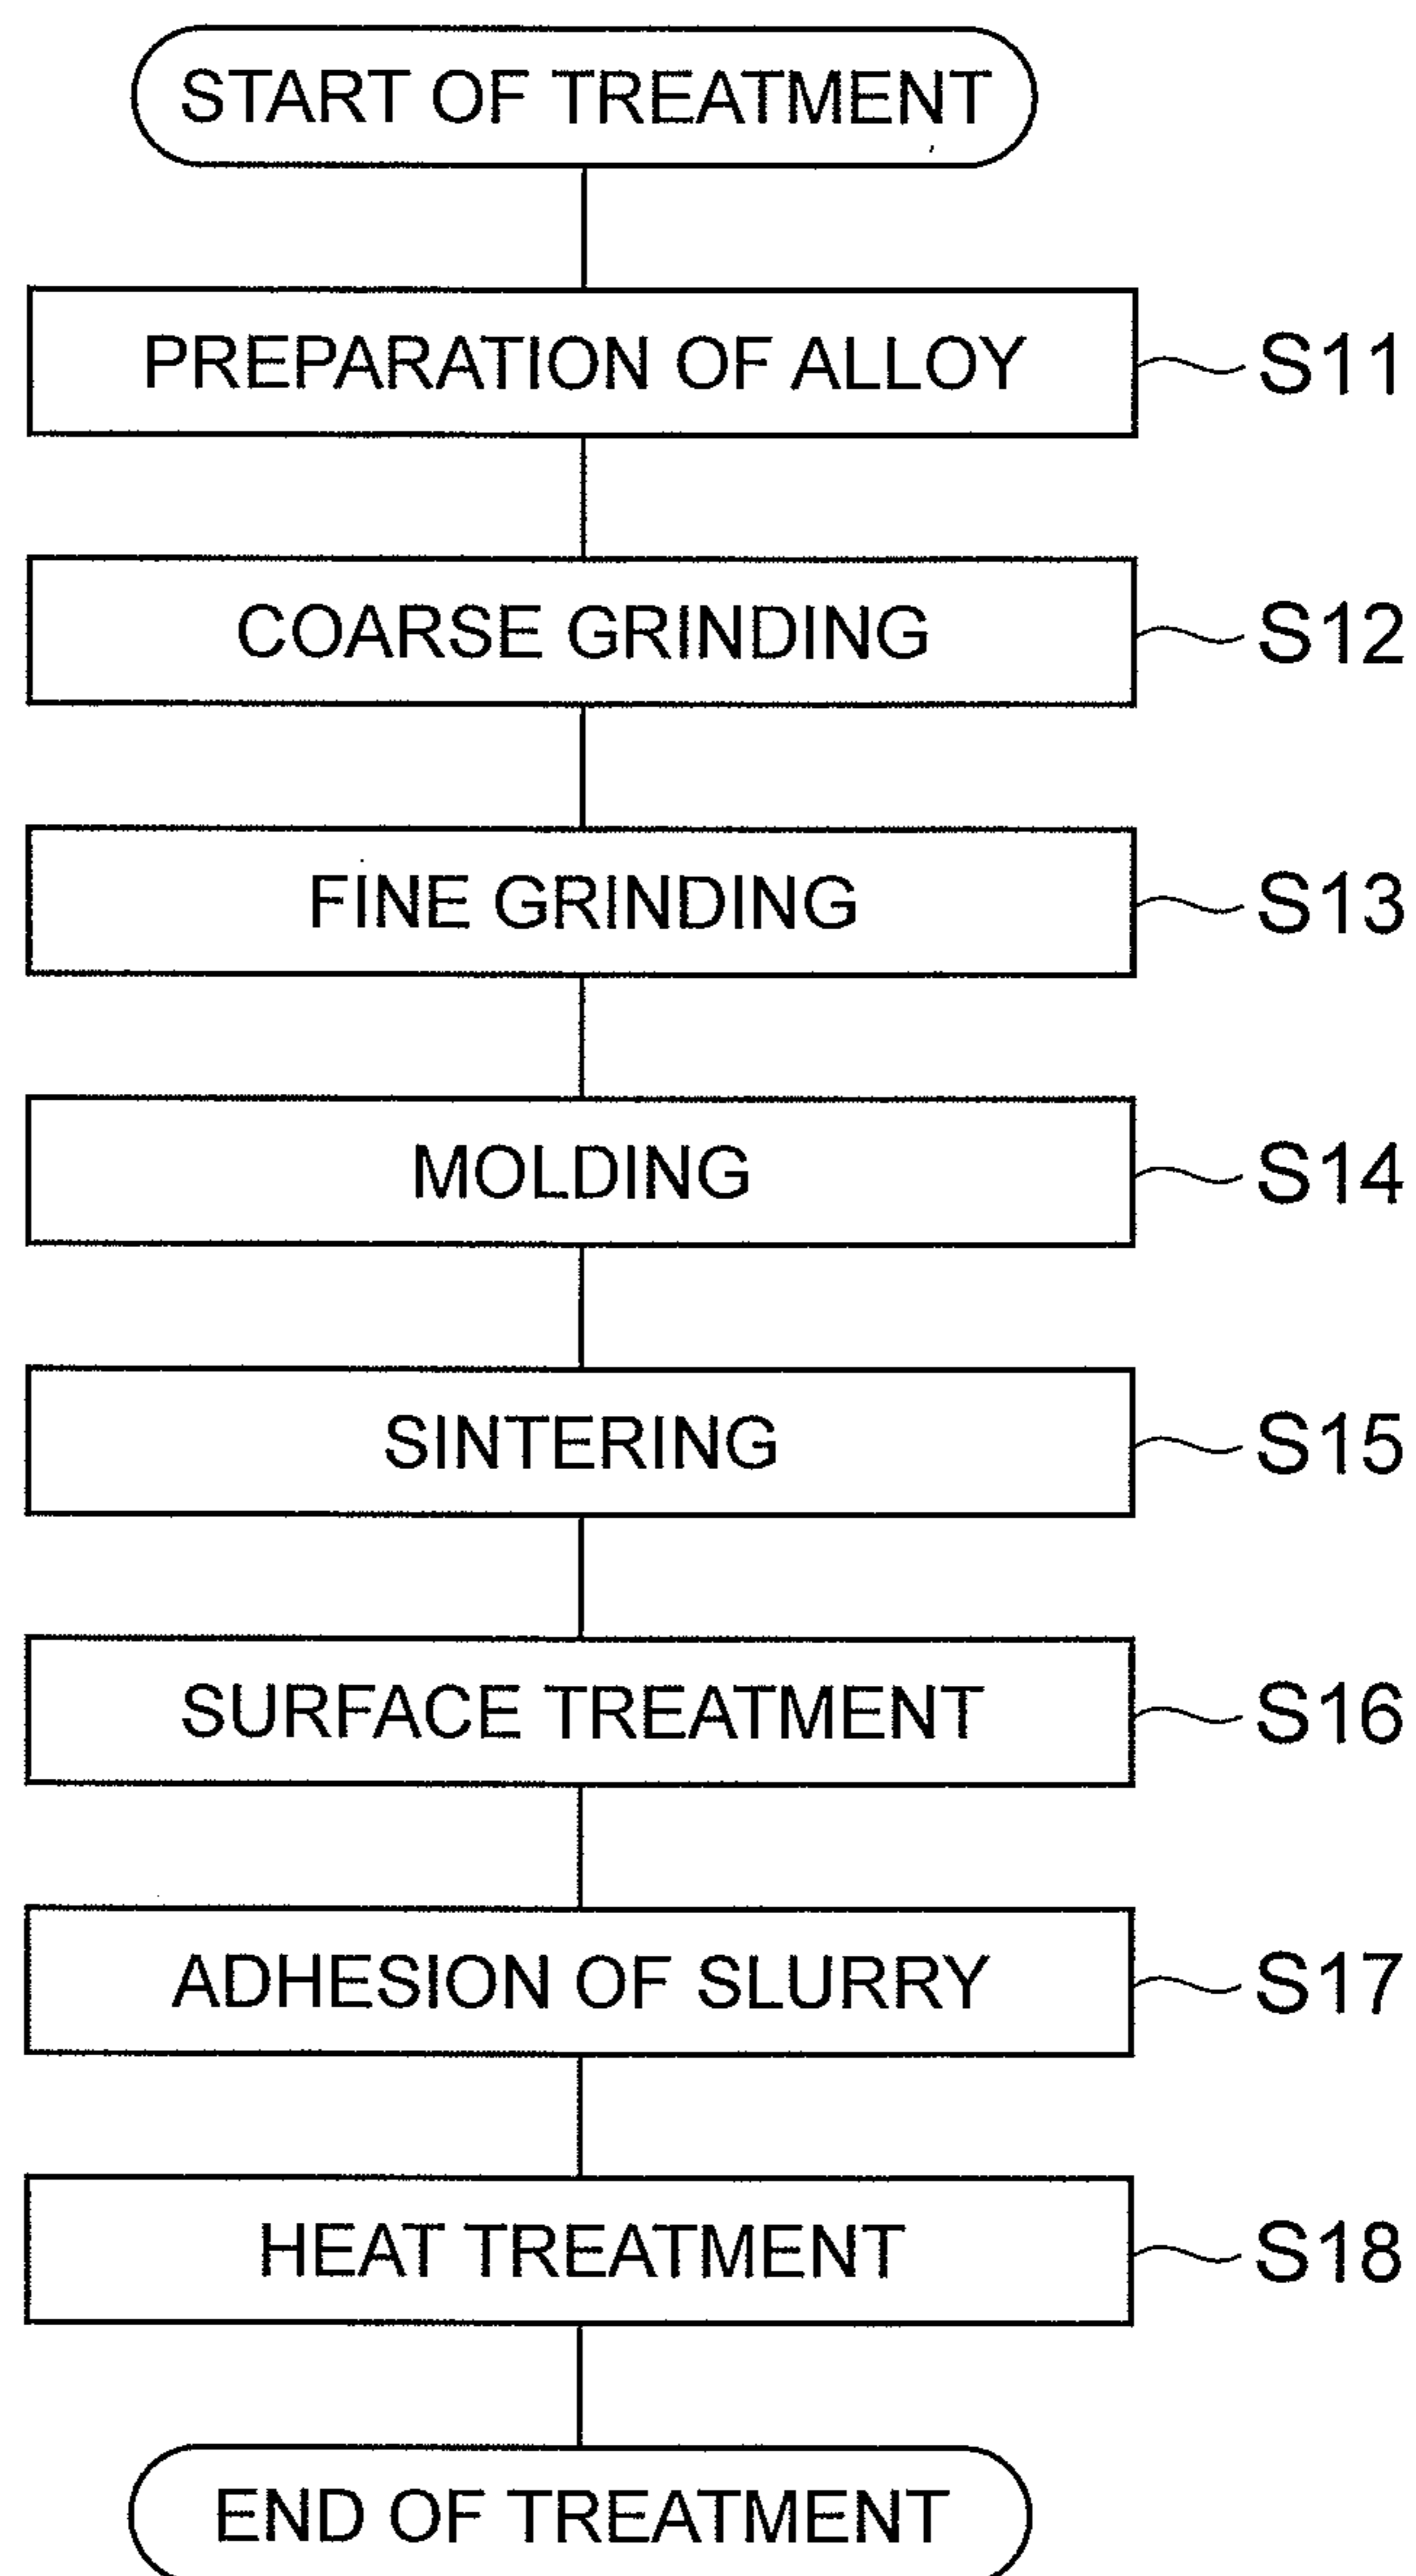 START OF TREATMENT
PREPARATION OF ALLOY S11
COARSE GRINDING S12
FINE GRINDING S13
MOLDING S14
SINTERING S15
SURFACE TREATMENT S16
ADHESION OF SLURRY S17
HEAT TREATMENT S18
END OF TREATMENT